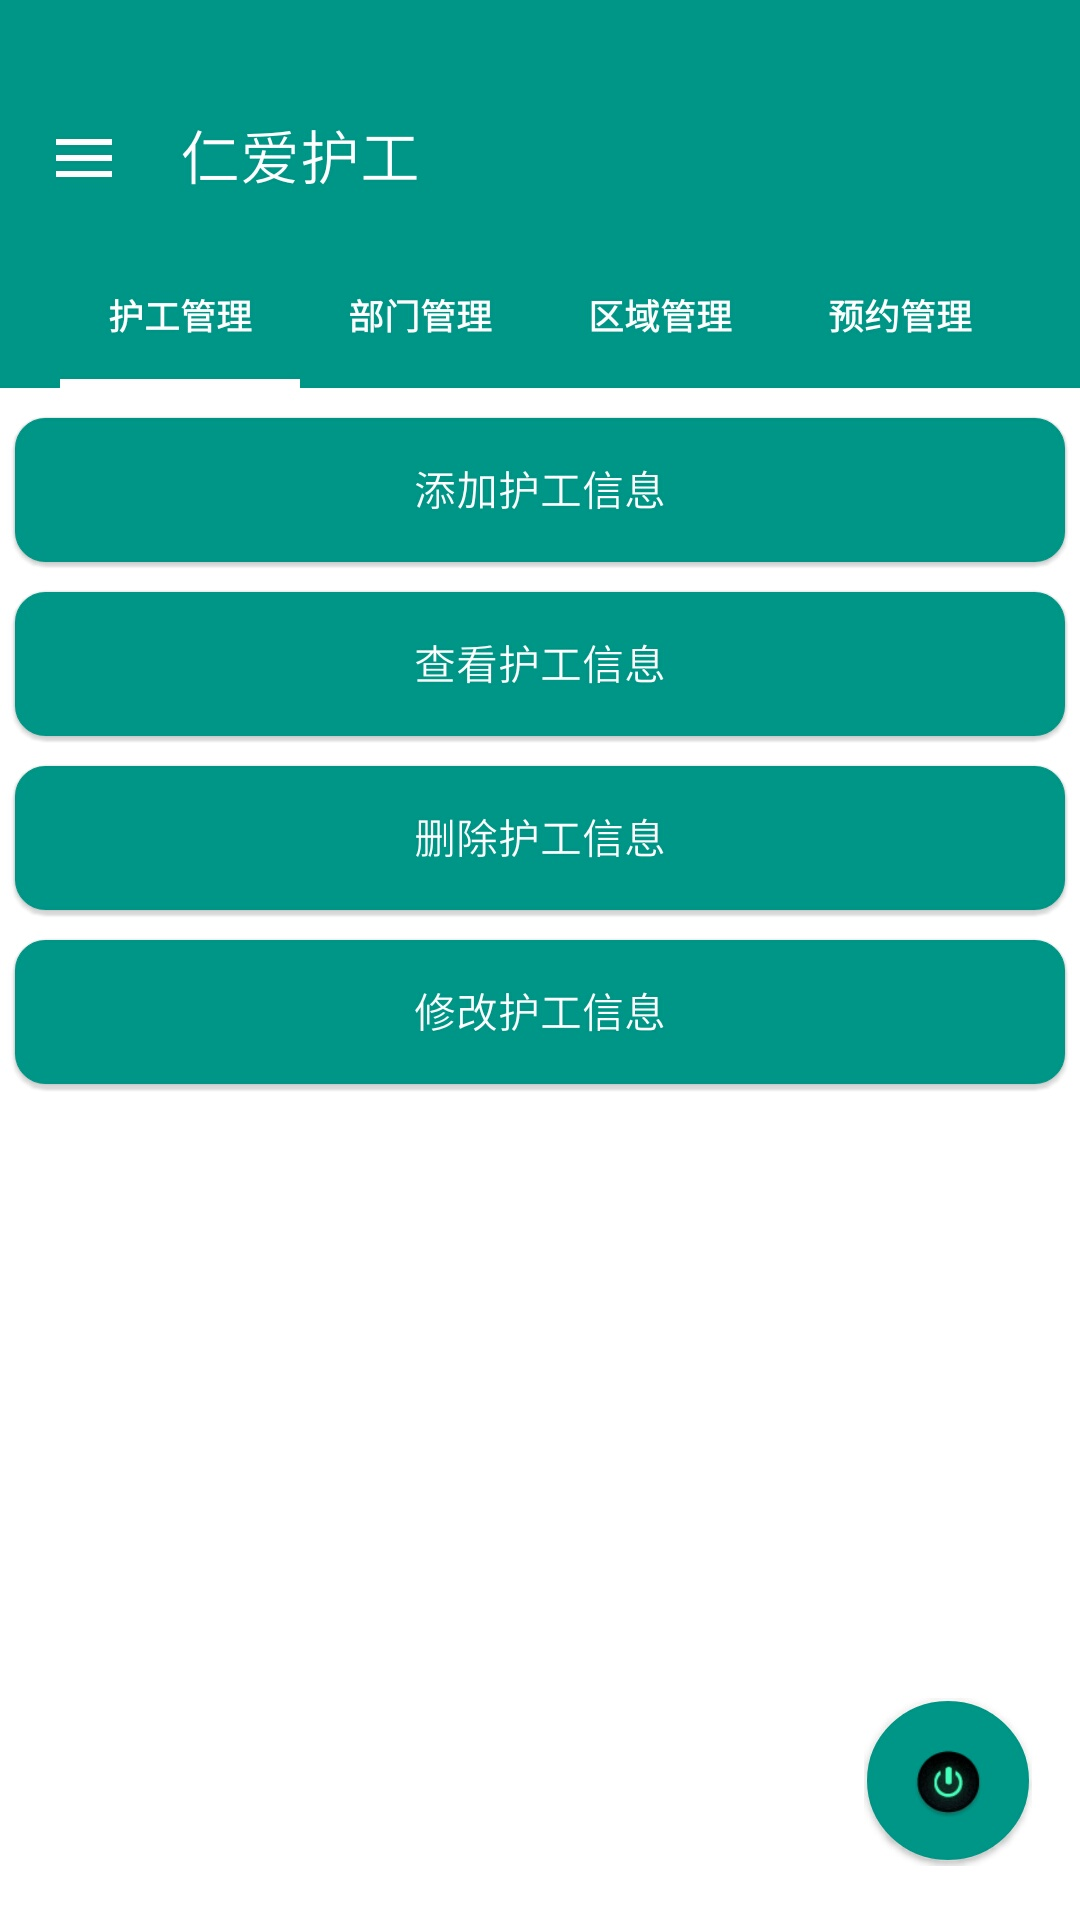 仁爱护工
护工管理 部门管理 区域管理 预约管理
添加护工信息
查看护工信息
删除护工信息
修改护工信息